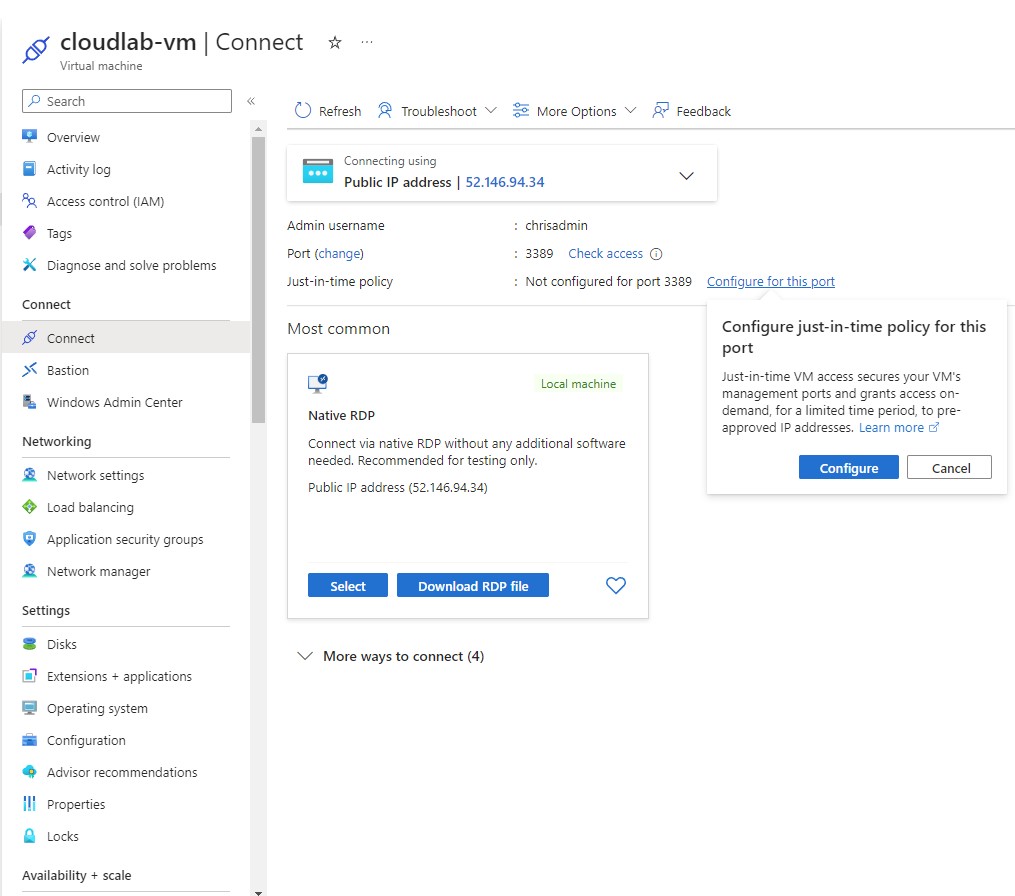 cloudlab-vm | Connect
Virtual machine
Search
Overview
Activity log
Access control (IAM)
Tags
Diagnose and solve problems
Connect
Connect
Bastion
Windows Admin Center
Networking
Network settings
Load balancing
Application security groups
Network manager
Settings
Disks
Extensions + applications
Operating system
Configuration
Advisor recommendations
Properties
Locks
Availability + scale
Refresh Troubleshoot More Options Feedback
Connecting using
Public IP address | 52.146.94.34
Admin username : chrisadmin
Port (change) : 3389 Check access
Just-in-time policy : Not configured for port 3389 Configure for this port
Most common
Local machine
Native RDP
Connect via native RDP without any additional software
needed. Recommended for testing only.
Public IP address (52.146.94.34)
Select Download RDP file
More ways to connect (4)
Configure just-in-time policy for this
port
Just-in-time VM access secures your VM's
management ports and grants access on-
demand, for a limited time period, to pre-
approved IP addresses. Learn more
Configure Cancel